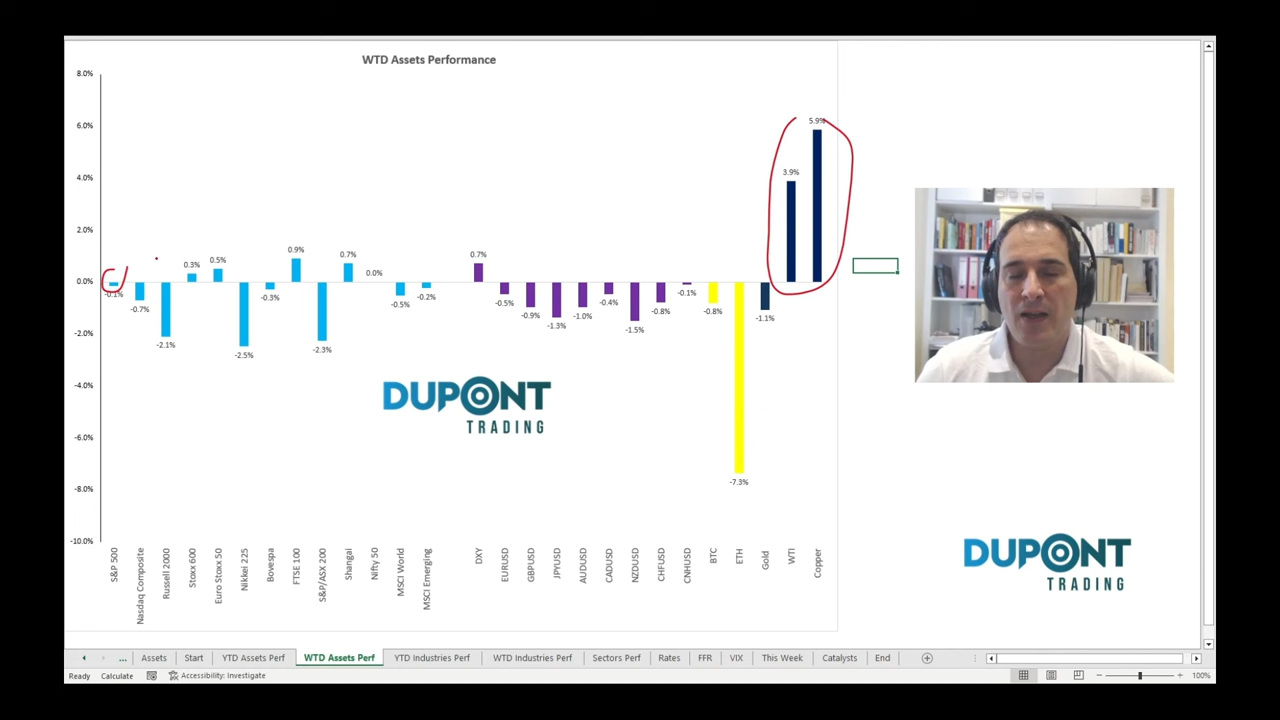 WTD Assets Performance
8.0%
6.0%
4.0%
2.0%
0.0%
-2.0%
-4.0%
-6.0%
-8.0%
-10.0%
-0.1%
-0.7%
-2.1%
0.3%
0.5%
-2.5%
-0.3%
0.9%
-2.3%
0.7%
0.0%
-0.5%
-0.2%
0.7%
-0.5%
-0.9%
-1.3%
-1.0%
-0.4%
-1.5%
-0.8%
-0.1%
-0.8%
-7.3%
-1.1%
3.9%
5.9%
DUPONT
TRADING
S&P 500
Nasdaq Composite
Russell 2000
Stoxx 600
Euro Stoxx 50
Nikkei 225
Bovespa
FTSE 100
S&P/ASX 200
Shangai
Nifty 50
MSCI World
MSCI Emerging
DXY
EURUSD
GBPUSD
JPYUSD
AUDUSD
CADUSD
NZDUSD
CHFUSD
CNHUSD
BTC
ETH
Gold
WTI
Copper
DUPONT
TRADING
... Assets Start YTD Assets Perf WTD Assets Perf YTD Industries Perf WTD Industries Perf Sectors Perf Rates FFR VIX This Week Catalysts End
Ready Calculate Accessibility: Investigate 100%